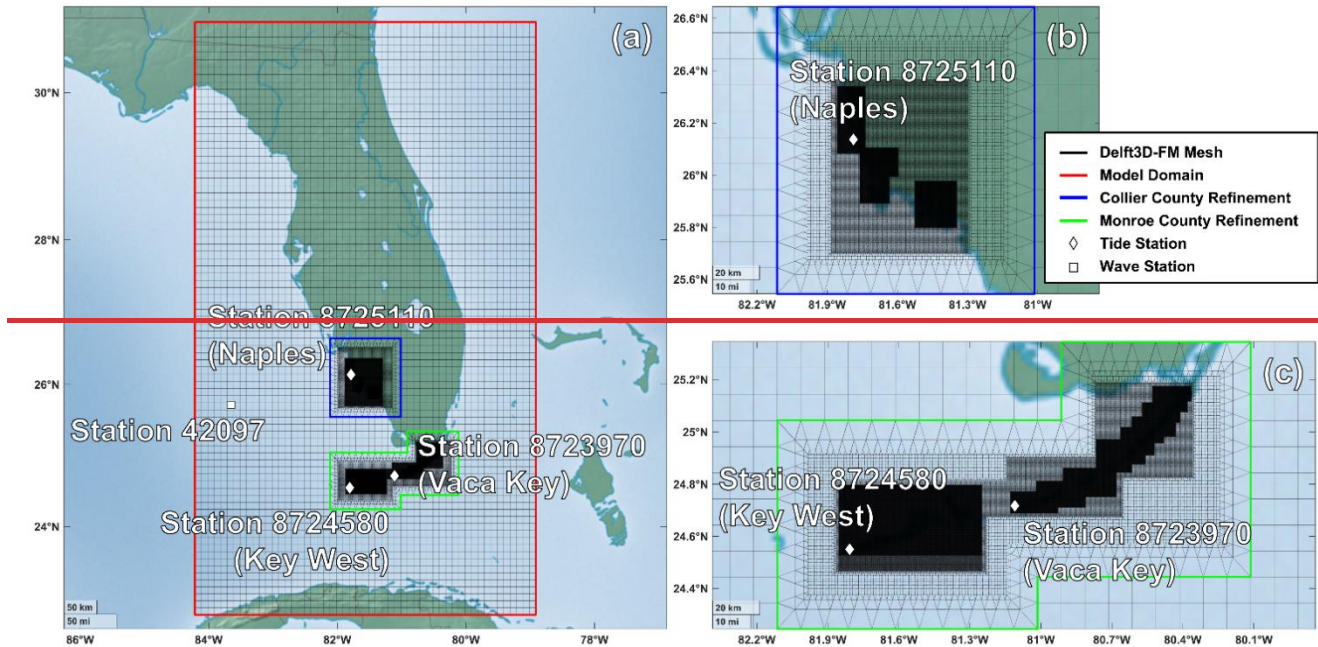 (a)
30°N
28°N
26°N
24°N
Station 8725110
(Naples)
Station 42097
Station 8723970
(Vaca Key)
Station 8724580
(Key West)
50 km
50 mi
86°W
84°W
82°W
80°W
78°W
(b)
26.6°N
26.4°N
26.2°N
26°N
25.8°N
25.6°N
Station 8725110
(Naples)
20 km
10 mi
82.2°W
81.9°W
81.6°W
81.3°W
81°W
Delft3D-FM Mesh
Model Domain
Collier County Refinement
Monroe County Refinement
Tide Station
Wave Station
(c)
25.2°N
25°N
24.8°N
24.6°N
24.4°N
Station 8724580
(Key West)
Station 8723970
(Vaca Key)
20 km
10 mi
82.2°W
81.9°W
81.6°W
81.3°W
81°W
80.7°W
80.4°W
80.1°W